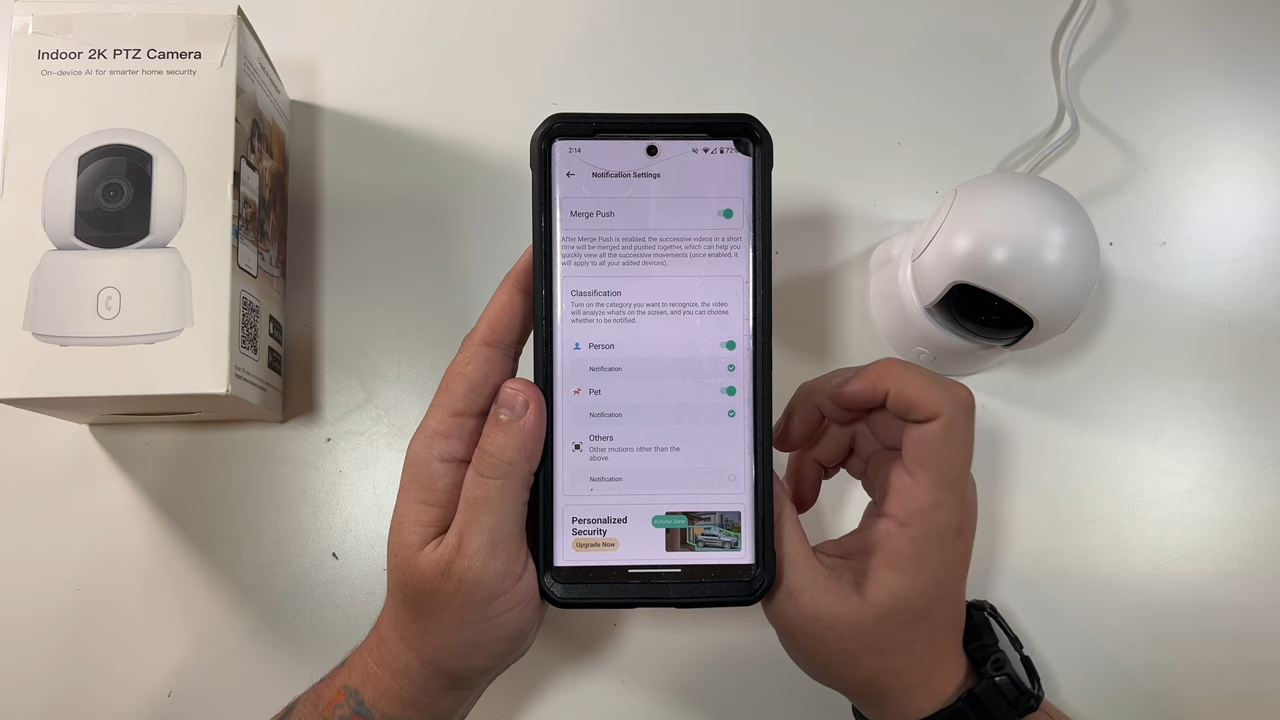 Indoor 2K PTZ Camera
On-device AI for smarter home security
2:14
72%
Notification Settings
Merge Push
After Merge Push is enabled, the successive videos in a short
time will be merged and pushed together, which can help you
quickly view all the successive movements (once enabled, it
will apply to all your added devices).
Classification
Turn on the category you want to recognize, the video
will analyze what's on the screen, and you can choose
whether to be notified.
Person
Notification
Pet
Notification
Others
Other motions other than the
above.
Notification
Personalized
Security
Upgrade Now
Activity Zone